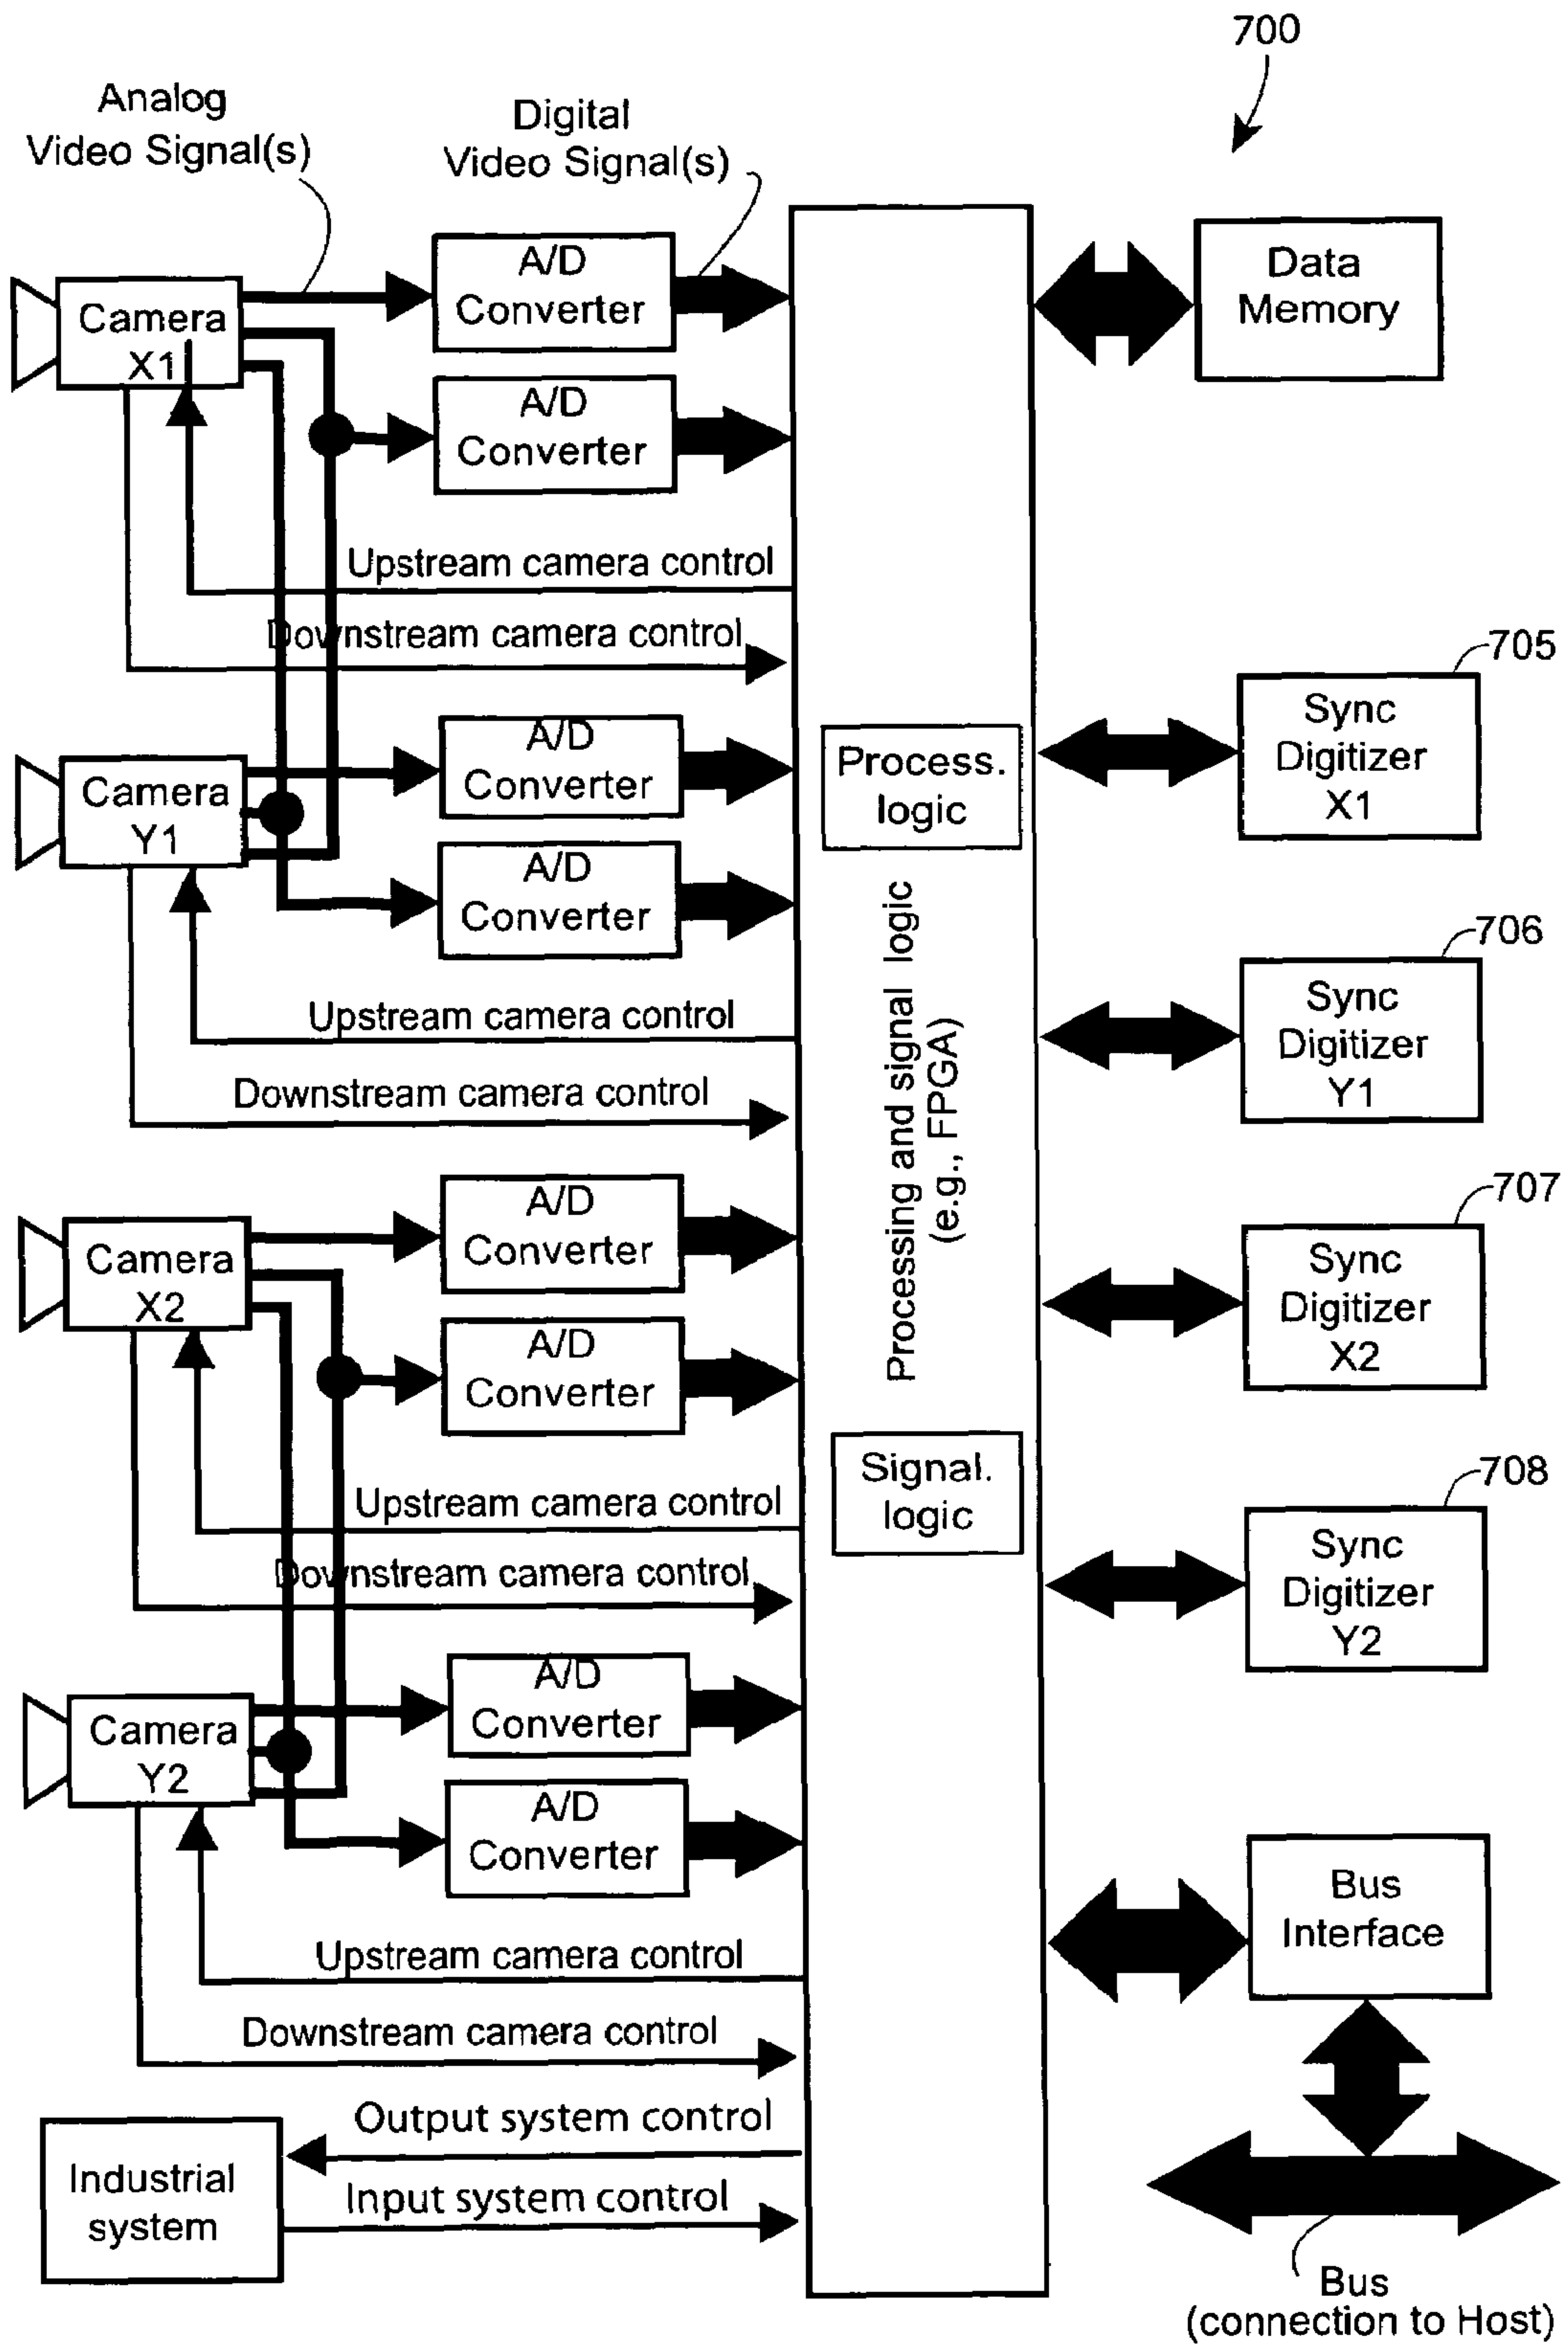 700
Analog
Video Signal(s)
Digital
Video Signal(s)
Camera
X1
A/D
Converter
A/D
Converter
Data
Memory
Upstream camera control
Downstream camera control
705
Sync
Digitizer
X1
Camera
Y1
A/D
Converter
A/D
Converter
Process.
logic
706
Sync
Digitizer
Y1
Upstream camera control
Downstream camera control
Processing and signal logic
(e.g., FPGA)
707
Sync
Digitizer
X2
Camera
X2
A/D
Converter
A/D
Converter
Signal.
logic
Upstream camera control
Downstream camera control
708
Sync
Digitizer
Y2
Camera
Y2
A/D
Converter
A/D
Converter
Bus
Interface
Upstream camera control
Downstream camera control
Output system control
Industrial
system
Input system control
Bus
(connection to Host)